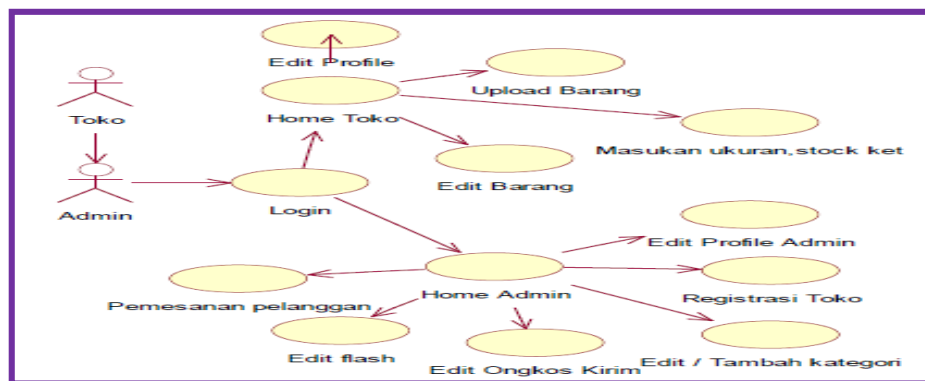 Edit Profile
Upload Barang
Toko
Home Toko
Masukan ukuran,stock ket
Edit Barang
Admin
Login
Edit Profile Admin
Pemesanan pelanggan
Home Admin
Registrasi Toko
Edit flash
Edit Ongkos Kirim
Edit / Tambah kategori